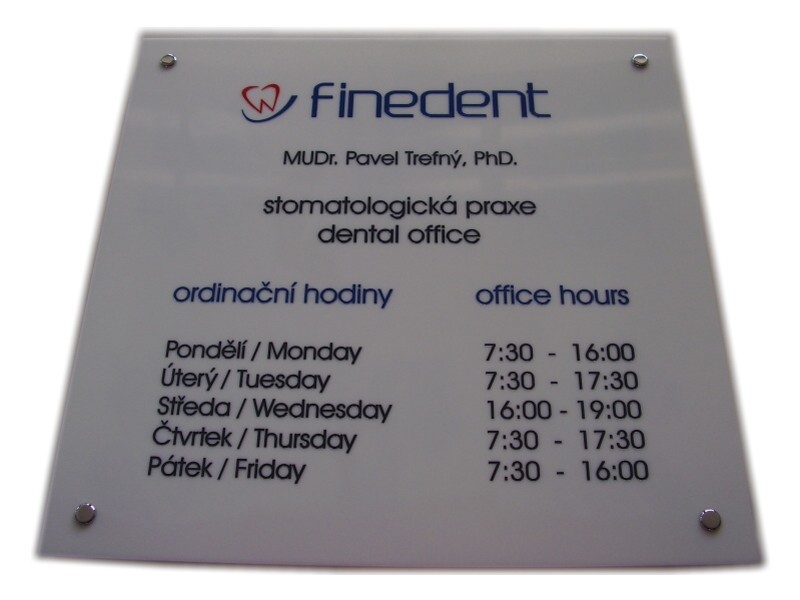 finedent
MUDr. Pavel Trefný, PhD.
stomatologická praxe
dental office
ordinační hodiny office hours
Pondělí / Monday 7:30 - 16:00
Úterý / Tuesday 7:30 - 17:30
Středa / Wednesday 16:00 - 19:00
Čtvrtek / Thursday 7:30 - 17:30
Pátek / Friday 7:30 - 16:00